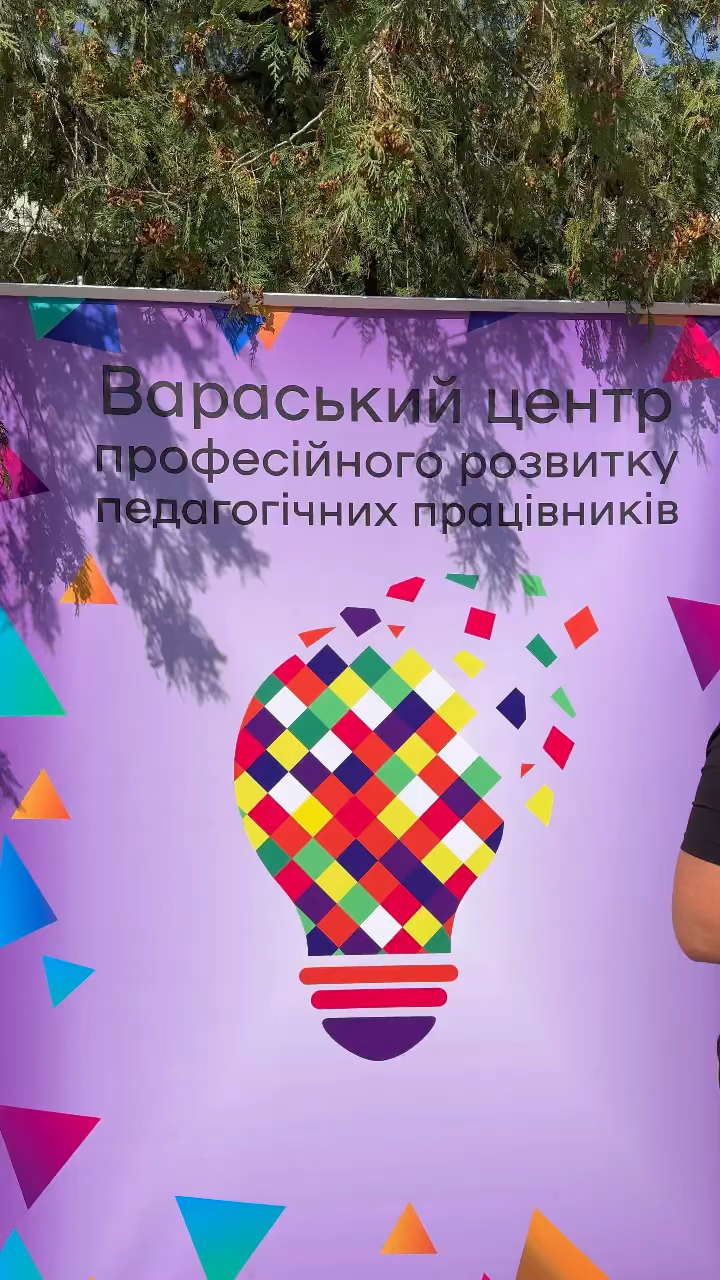 Вараський центр
професійного розвитку
педагогічних працівників